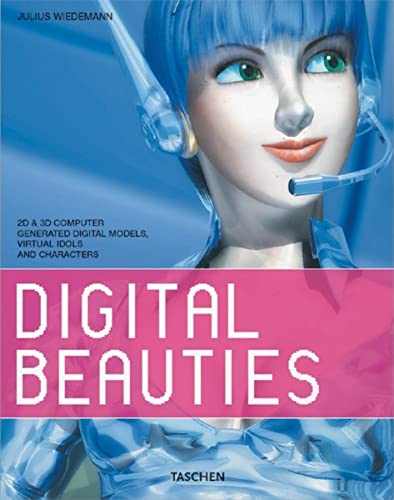 JULIUS WIEDEMANN
2D & 3D COMPUTER
GENERATED DIGITAL MODELS,
VIRTUAL IDOLS
AND CHARACTERS
DIGITAL
BEAUTIES
TASCHEN